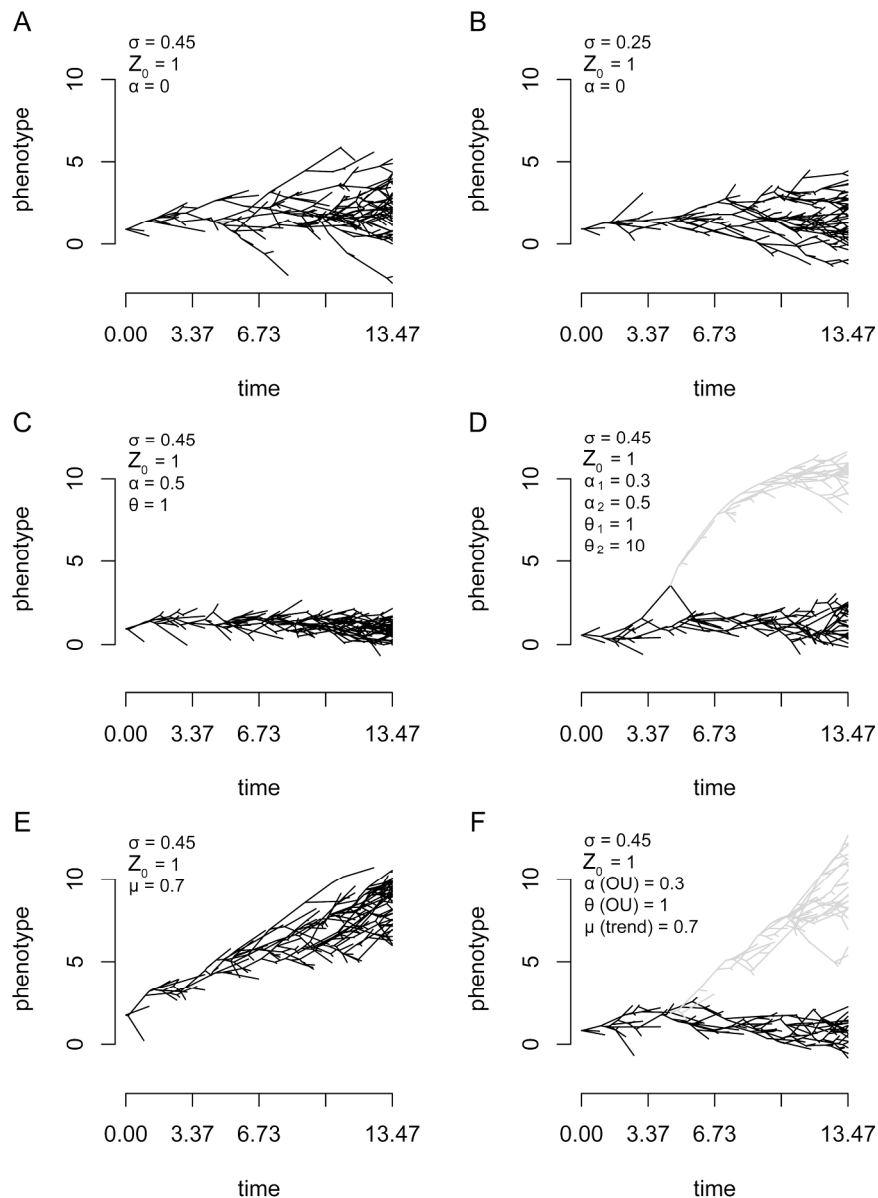 A
σ = 0.45
Z0 = 1
α = 0
phenotype
10
5
0
0.00 3.37 6.73 13.47
time
B
σ = 0.25
Z0 = 1
α = 0
phenotype
10
5
0
0.00 3.37 6.73 13.47
time
C
σ = 0.45
Z0 = 1
α = 0.5
θ = 1
phenotype
10
5
0
0.00 3.37 6.73 13.47
time
D
σ = 0.45
Z0 = 1
α1 = 0.3
α2 = 0.5
θ1 = 1
θ2 = 10
phenotype
10
5
0
0.00 3.37 6.73 13.47
time
E
σ = 0.45
Z0 = 1
μ = 0.7
phenotype
10
5
0
0.00 3.37 6.73 13.47
time
F
σ = 0.45
Z0 = 1
α (OU) = 0.3
θ (OU) = 1
μ (trend) = 0.7
phenotype
10
5
0
0.00 3.37 6.73 13.47
time